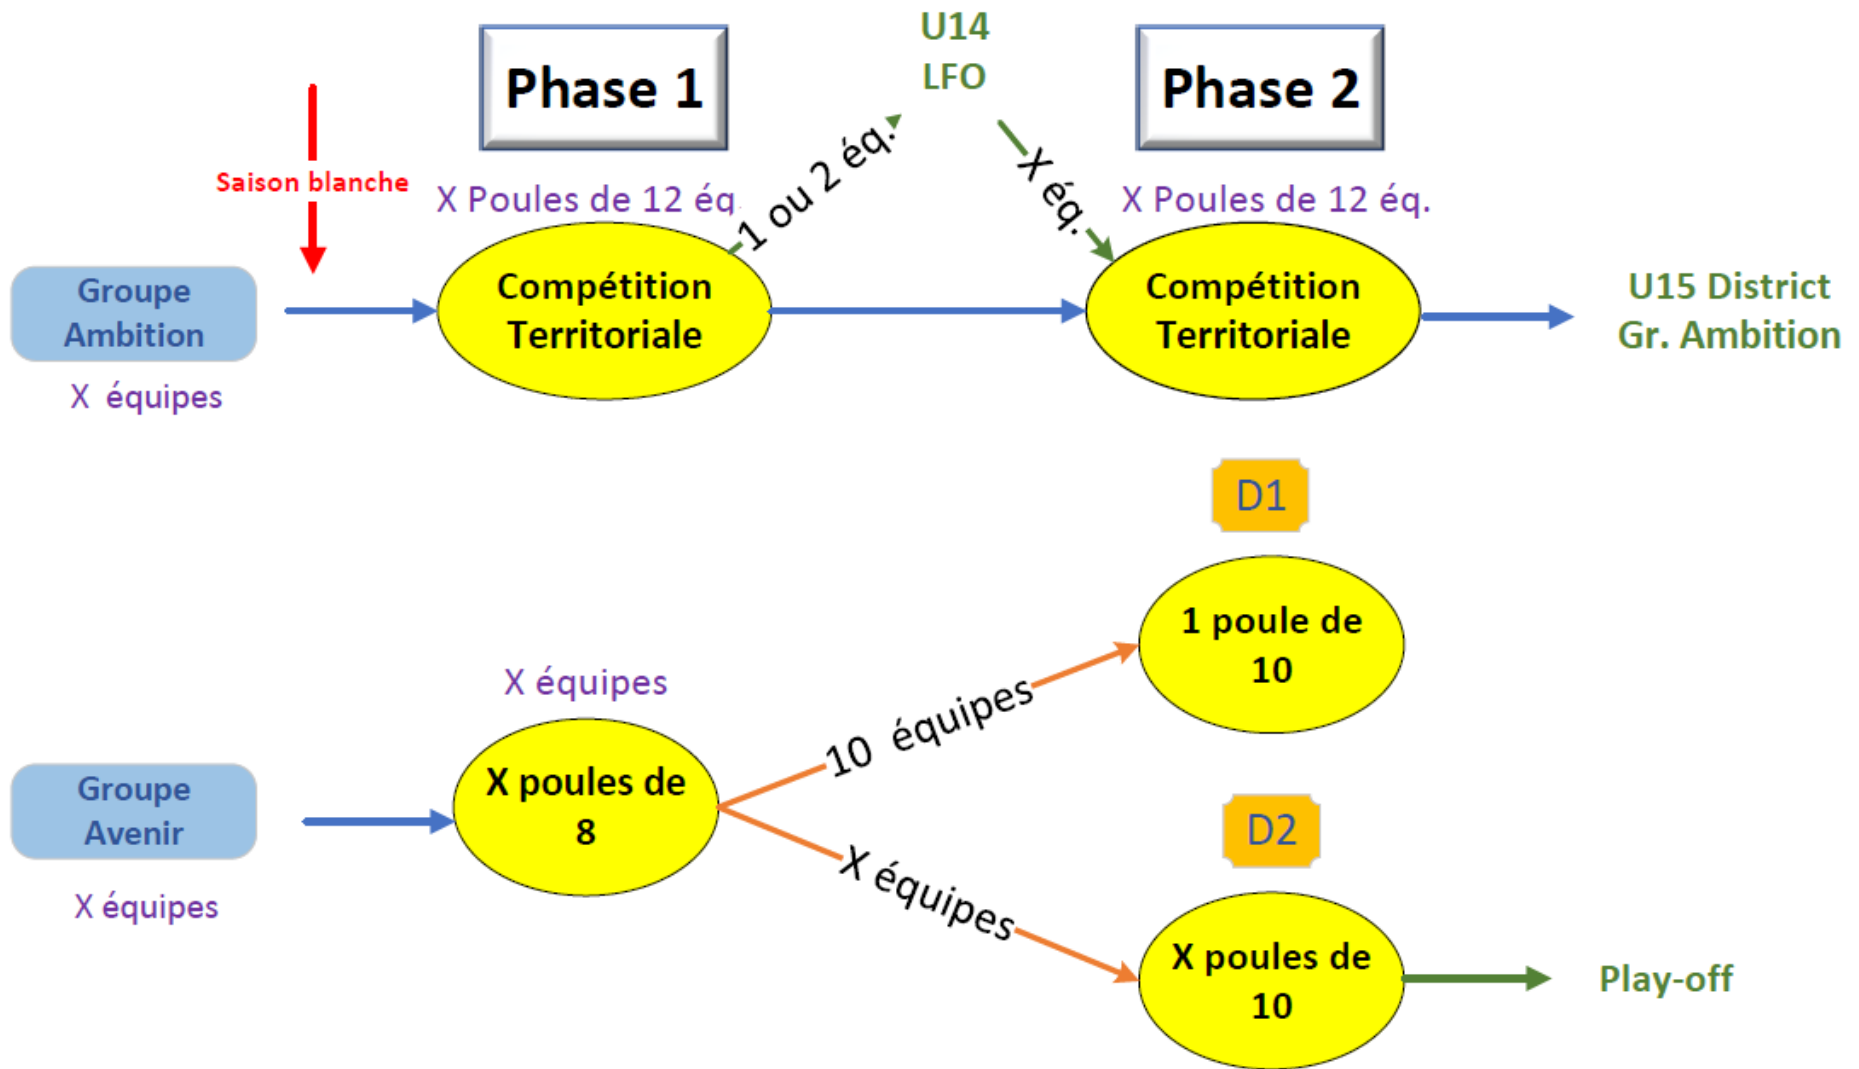 U14
LFO
Phase 1
Phase 2
Saison blanche
X Poules de 12 éq.
1 ou 2 éq.
X éq.
X Poules de 12 éq.
Groupe
Ambition
X équipes
Compétition
Territoriale
Compétition
Territoriale
U15 District
Gr. Ambition
D1
1 poule de
10
X équipes
10 équipes
Groupe
Avenir
X équipes
X poules de
8
X équipes
D2
X poules de
10
Play-off